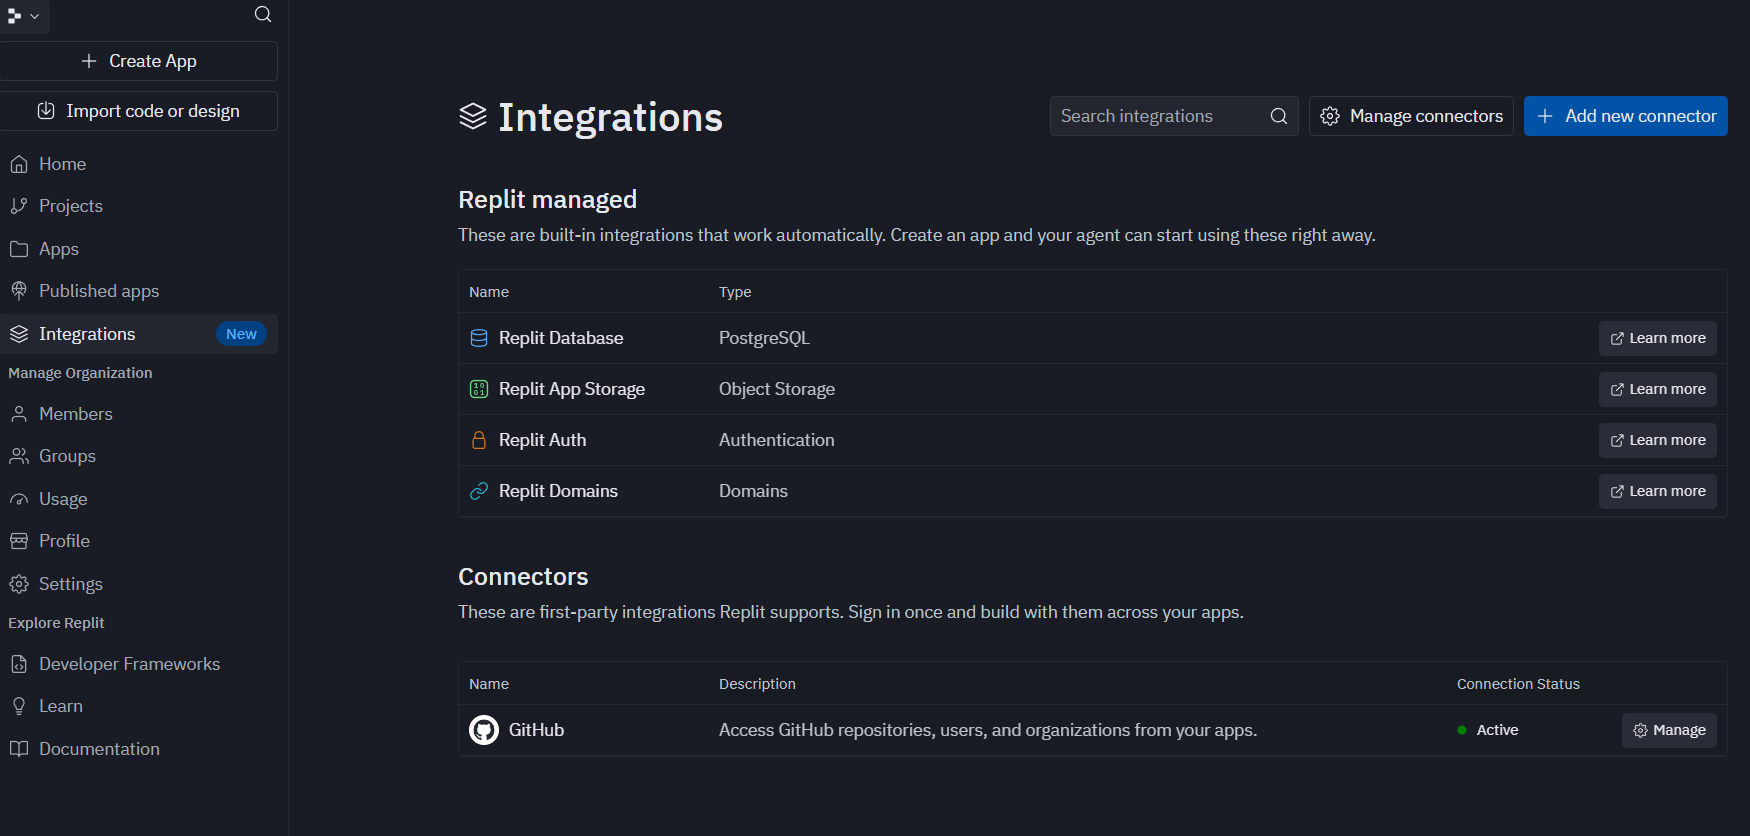 Create App
Import code or design
Home
Projects
Apps
Published apps
Integrations New
Manage Organization
Members
Groups
Usage
Profile
Settings
Explore Replit
Developer Frameworks
Learn
Documentation
Integrations
Search integrations
Manage connectors
Add new connector
Replit managed
These are built-in integrations that work automatically. Create an app and your agent can start using these right away.
Name Type
Replit Database PostgreSQL Learn more
Replit App Storage Object Storage Learn more
Replit Auth Authentication Learn more
Replit Domains Domains Learn more
Connectors
These are first-party integrations Replit supports. Sign in once and build with them across your apps.
Name Description Connection Status
GitHub Access GitHub repositories, users, and organizations from your apps. Active Manage